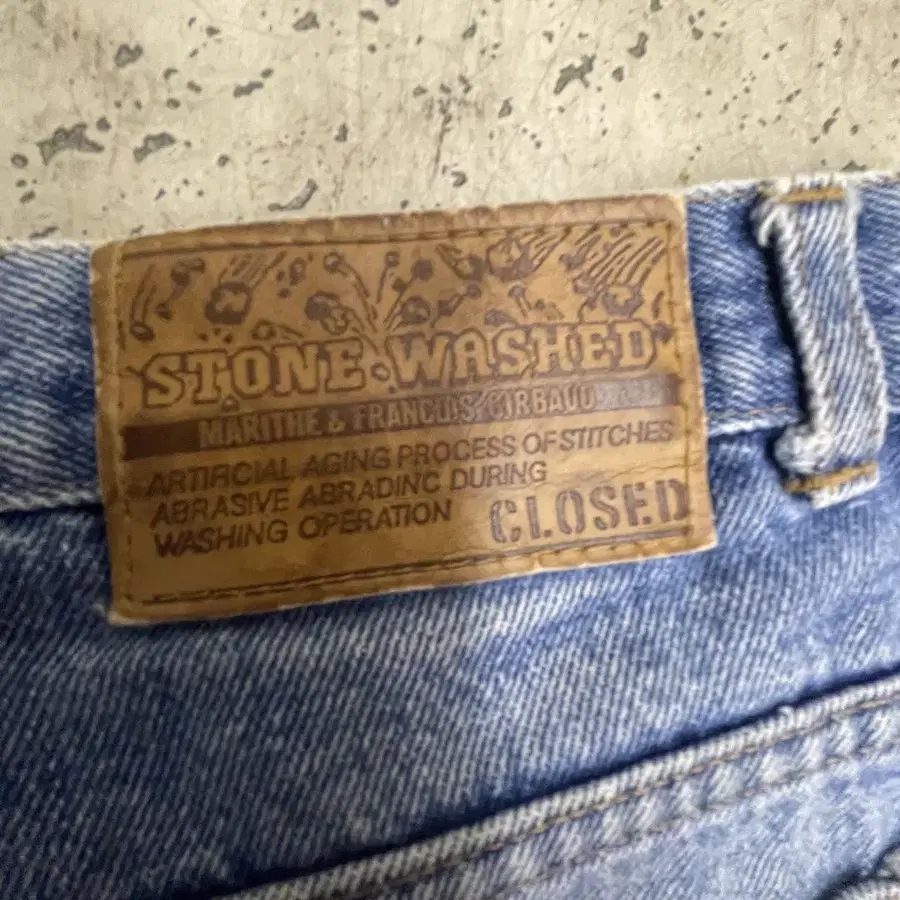 STONE WASHED
MARITHE & FRANCOIS GIRBAUD
ARTIFICIAL AGING PROCESS OF STITCHES
ABRASIVE ABRADING DURING
WASHING OPERATION
CLOSED